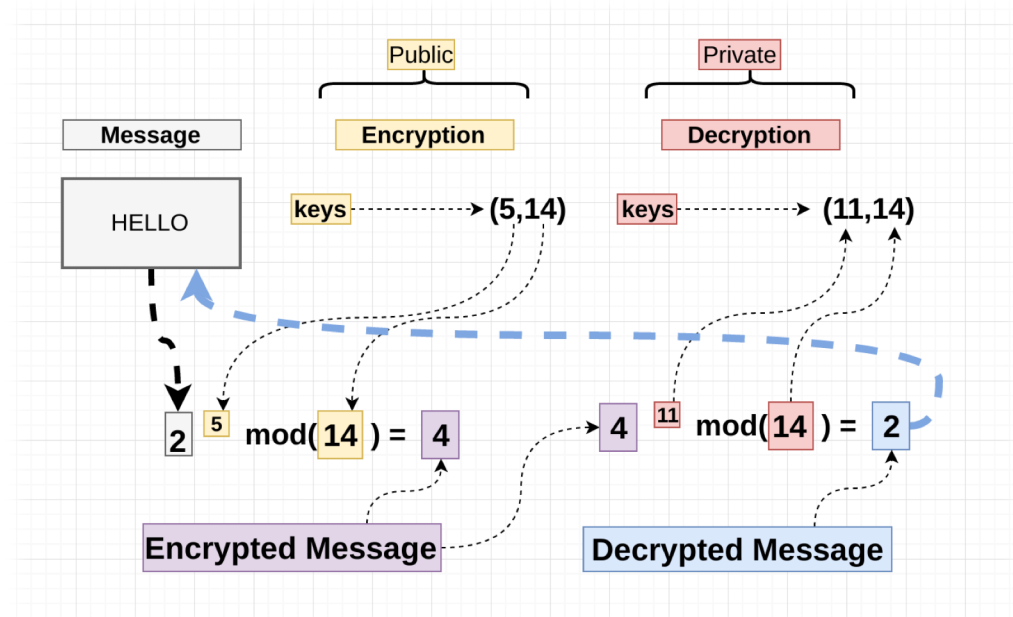 Public
Private
Message
Encryption
Decryption
HELLO
keys
(5,14)
keys
(11,14)
2 5 mod( 14 ) = 4
4 11 mod( 14 ) = 2
Encrypted Message
Decrypted Message